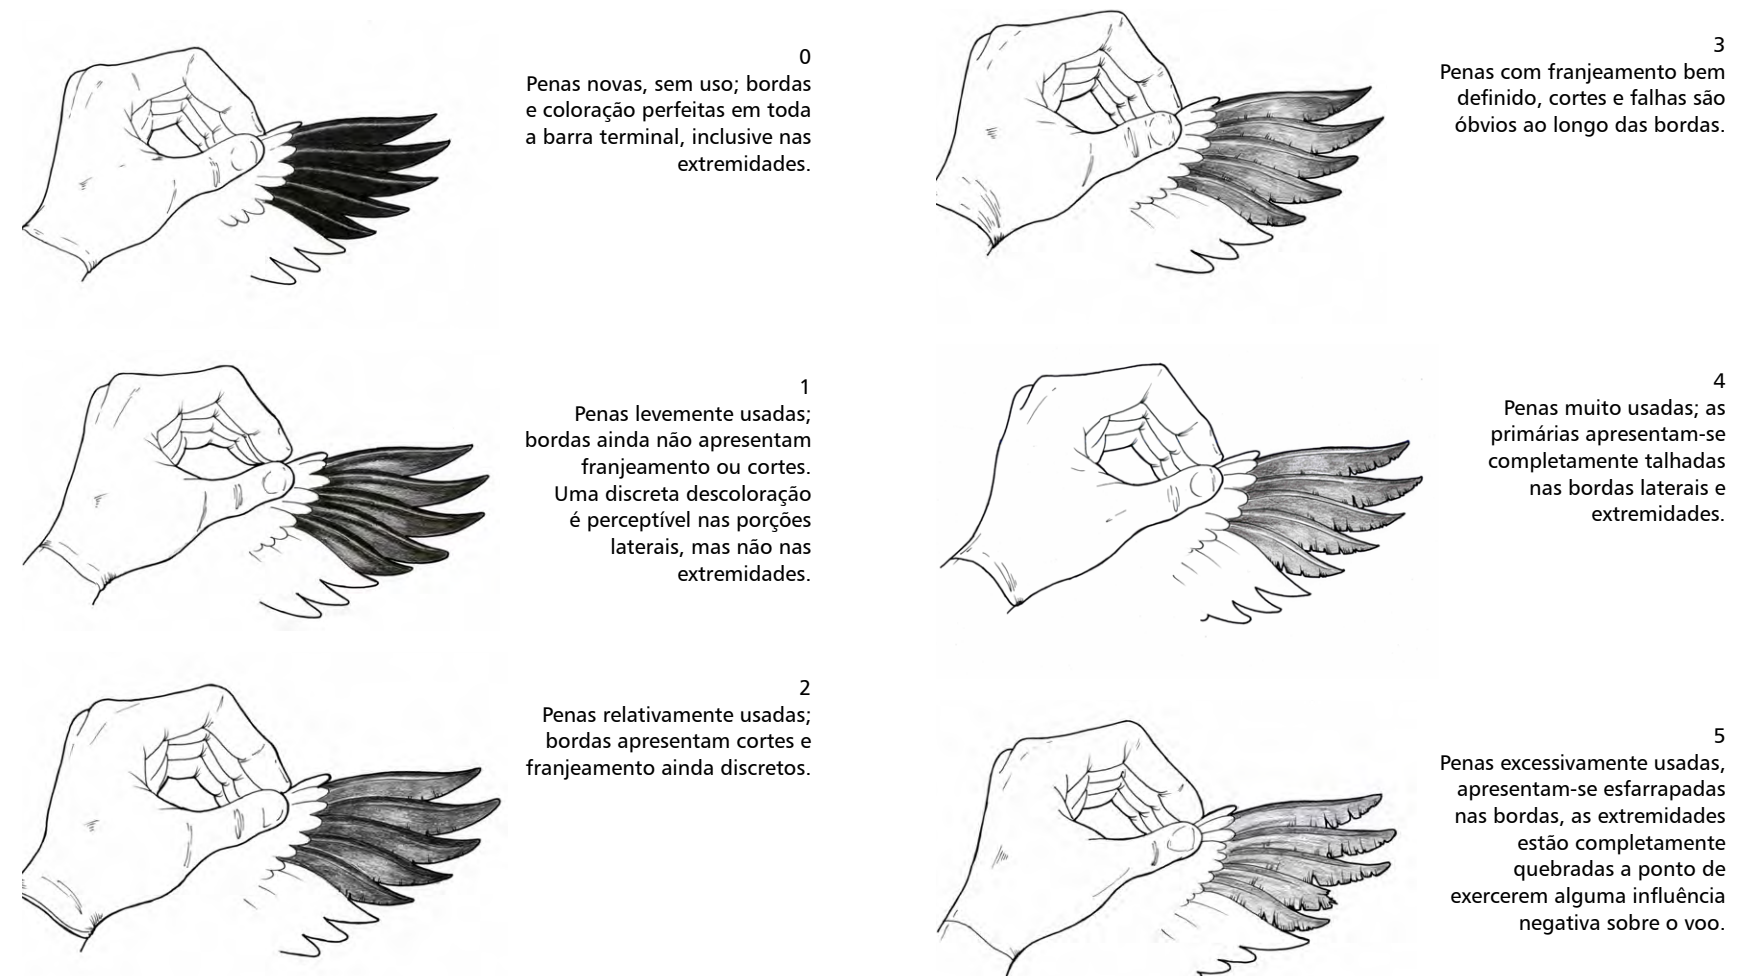 0
Penas novas, sem uso; bordas
e coloração perfeitas em toda
a barra terminal, inclusive nas
extremidades.
1
Penas levemente usadas;
bordas ainda não apresentam
franjeamento ou cortes.
Uma discreta descoloração
é perceptível nas porções
laterais, mas não nas
extremidades.
2
Penas relativamente usadas;
bordas apresentam cortes e
franjeamento ainda discretos.
3
Penas com franjeamento bem
definido, cortes e falhas são
óbvios ao longo das bordas.
4
Penas muito usadas; as
primárias apresentam-se
completamente talhadas
nas bordas laterais e
extremidades.
5
Penas excessivamente usadas,
apresentam-se esfarrapadas
nas bordas, as extremidades
estão completamente
quebradas a ponto de
exercerem alguma influência
negativa sobre o voo.